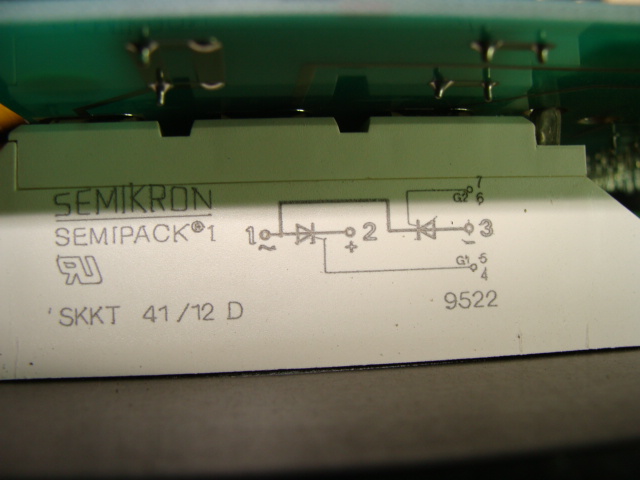 SEMIKRON
SEMIPACK® 1
SKKT 41/12 D
1 ~
2 +
3 −
G2 7 6
G1 5 4
9522